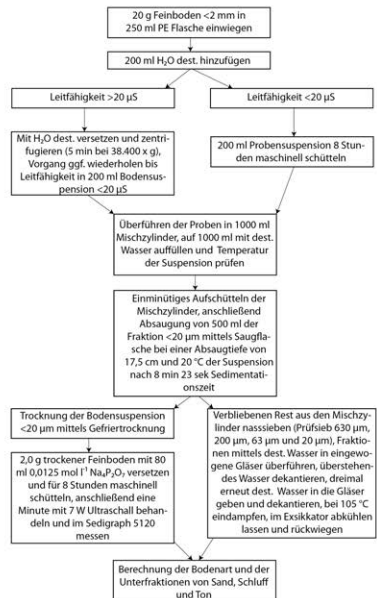 20 g Feinboden <2 mm in
250 ml PE Flasche einwiegen
200 ml H₂O dest. hinzufügen
Leitfähigkeit >20 µS
Leitfähigkeit <20 µS
Mit H₂O dest. versetzen und zentri-
fugieren (5 min bei 38.400 x g),
Vorgang ggf. wiederholen bis
Leitfähigkeit in 200 ml Bodensus-
pension <20 µS
200 ml Probensuspension 8 Stun-
den maschinell schütteln
Überführen der Proben in 1000 ml
Mischzylinder, auf 1000 ml mit dest.
Wasser auffüllen und Temperatur
der Suspension prüfen
Einminütiges Aufschütteln der
Mischzylinder, anschließend
Absaugung von 500 ml der
Fraktion <20 µm mittels Saugfla-
sche bei einer Absaugtiefe von
17,5 cm und 20 °C der Suspension
nach 8 min 23 sek Sedimentati-
onszeit
Trocknung der Bodensuspension
<20 µm mittels Gefriertrocknung
2,0 g trockener Feinboden mit 80
ml 0,0125 mol l⁻¹ Na₄P₂O₇ versetzen
und für 8 Stunden maschinell
schütteln, anschließend eine
Minute mit 7 W Ultraschall behan-
deln und im Sedigraph 5120
messen
Verbliebenen Rest aus den Mischzy-
linder nasssieben (Prüfsieb 630 µm,
200 µm, 63 µm und 20 µm), Fraktio-
nen mittels dest. Wasser in eingewo-
gene Gläser überführen, überstehen-
des Wasser dekantieren, dreimal
erneut dest. Wasser in die Gläser
geben und dekantieren, bei 105 °C
eindampfen, im Exsikkator abkühlen
lassen und rückwiegen
Berechnung der Bodenart und der
Unterfraktionen von Sand, Schluff
und Ton